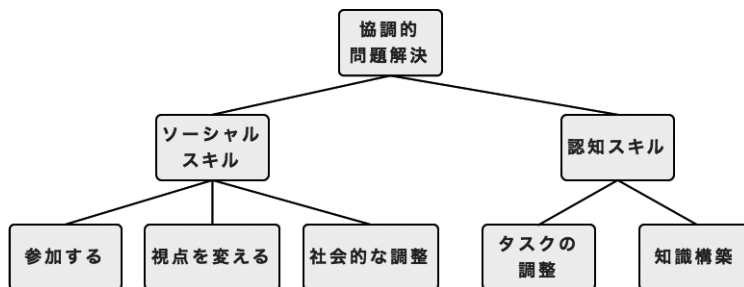 協調的
問題解決
ソーシャル
スキル
認知スキル
参加する
視点を変える
社会的な調整
タスクの
調整
知識構築